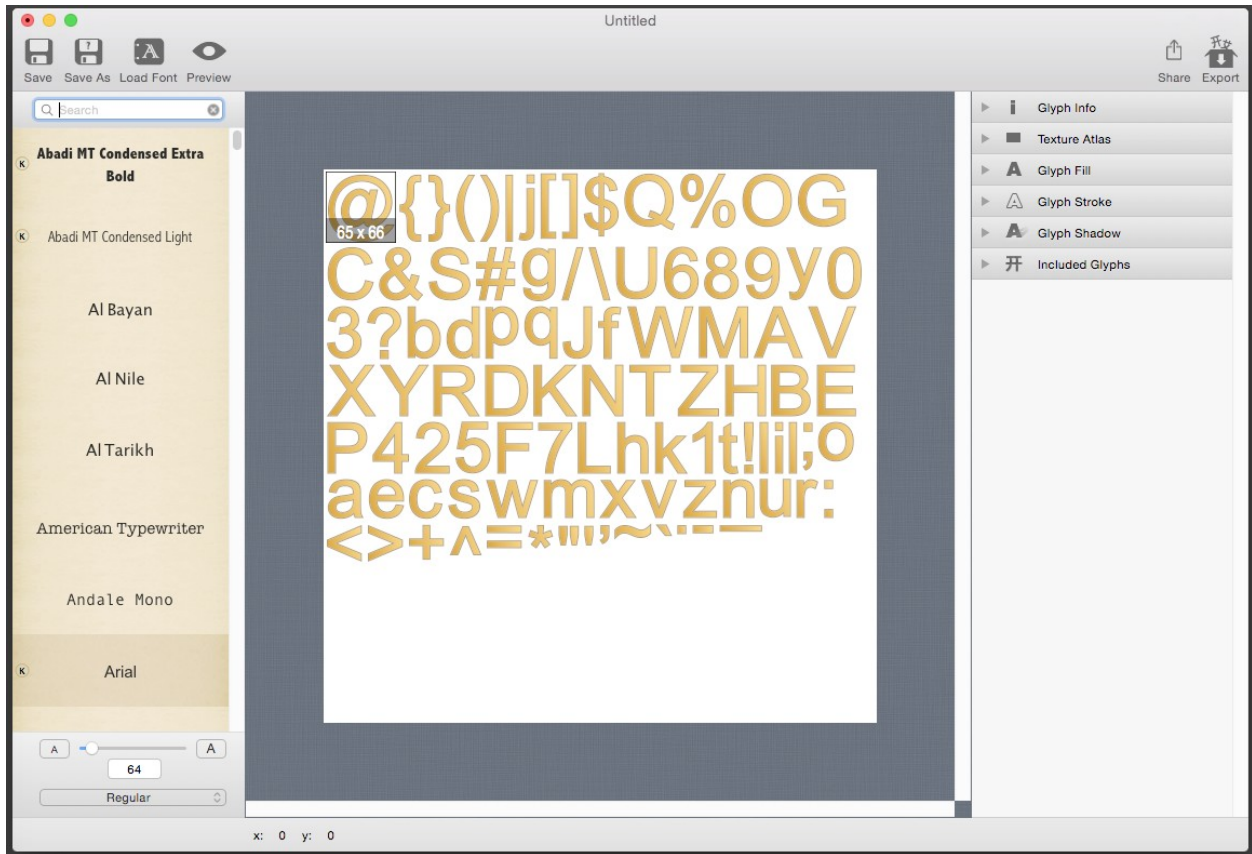 Untitled
Save Save As Load Font Preview
Share Export
Search
K Abadi MT Condensed Extra
Bold
K Abadi MT Condensed Light
Al Bayan
Al Nile
Al Tarikh
American Typewriter
Andale Mono
K Arial
A A
64
Regular
@{}()|j[]$Q%OG
65 x 66
C&S#g/\U689y0
3?bdpqJfWMAV
XYRDKNTZHBE
P425F7Lhk1t!lil;o
aecswmxvznur:
<>+^=*"',~`.-_
Glyph Info
Texture Atlas
Glyph Fill
Glyph Stroke
Glyph Shadow
Included Glyphs
x: 0 y: 0